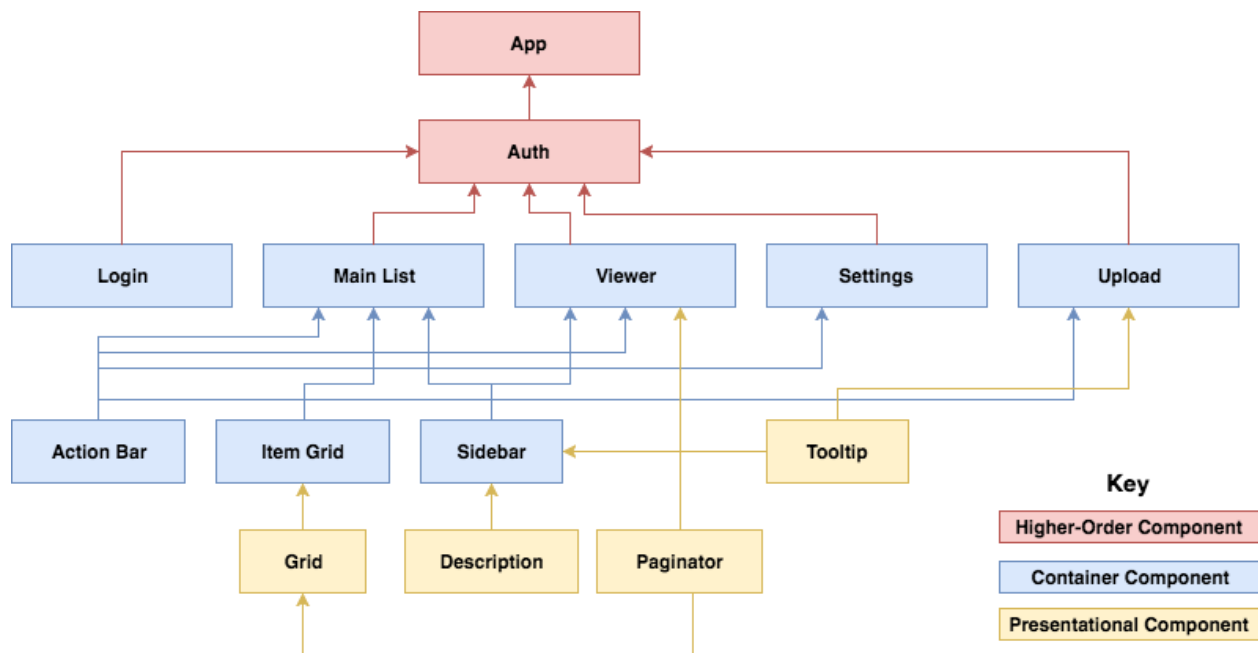 App
Auth
Login
Main List
Viewer
Settings
Upload
Action Bar
Item Grid
Sidebar
Tooltip
Grid
Description
Paginator
Key
Higher-Order Component
Container Component
Presentational Component